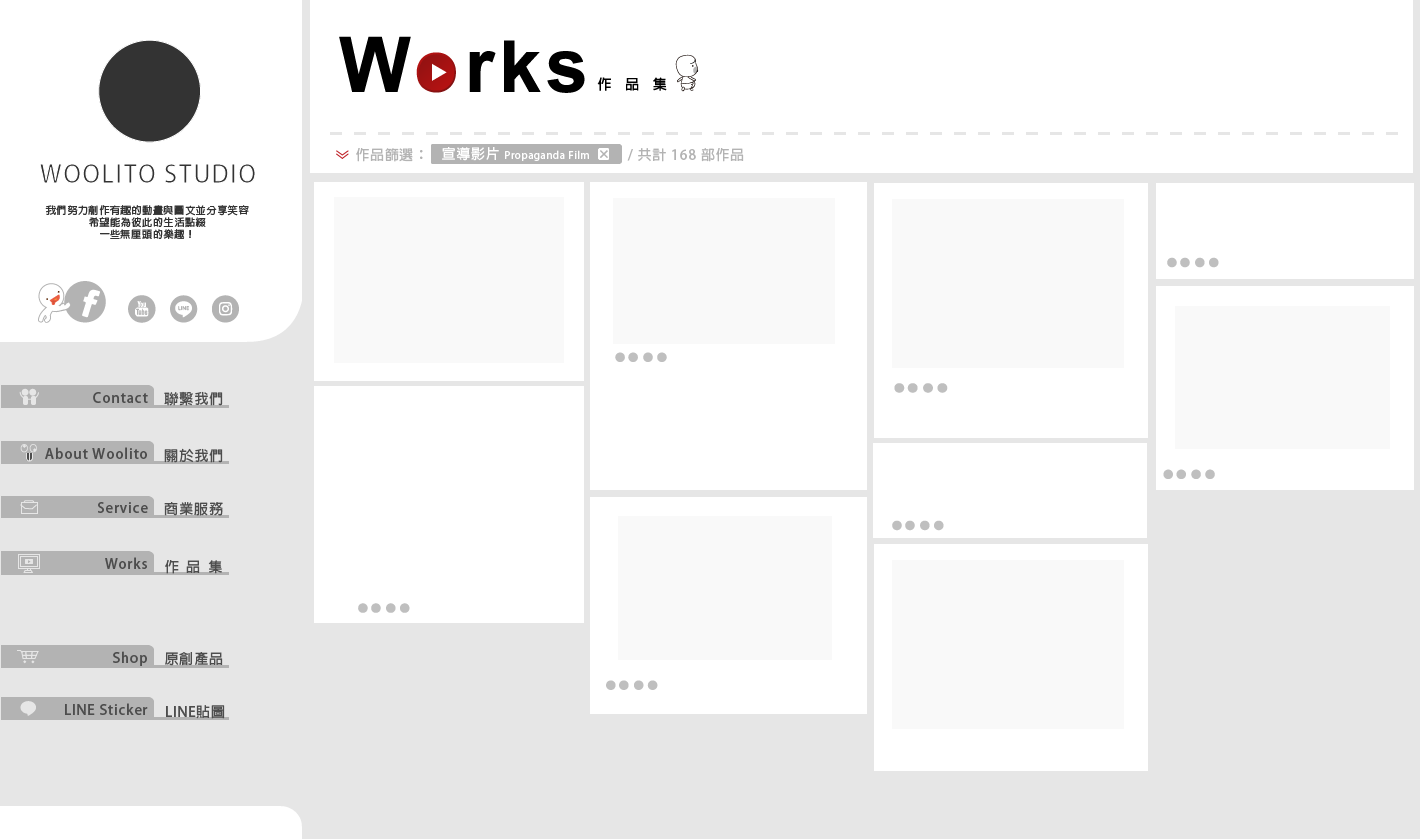 WOOLITO STUDIO
我們努力創作有趣的動畫與圖文並分享笑容
希望能為彼此的生活點綴
一些無厘頭的樂趣！
f
You
Tube
LINE
Contact 聯繫我們
About Woolito 關於我們
Service 商業服務
Works 作品集
Shop 原創產品
LINE Sticker LINE貼圖
Works 作品集
作品篩選： 宣導影片 Propaganda Film / 共計 168 部作品